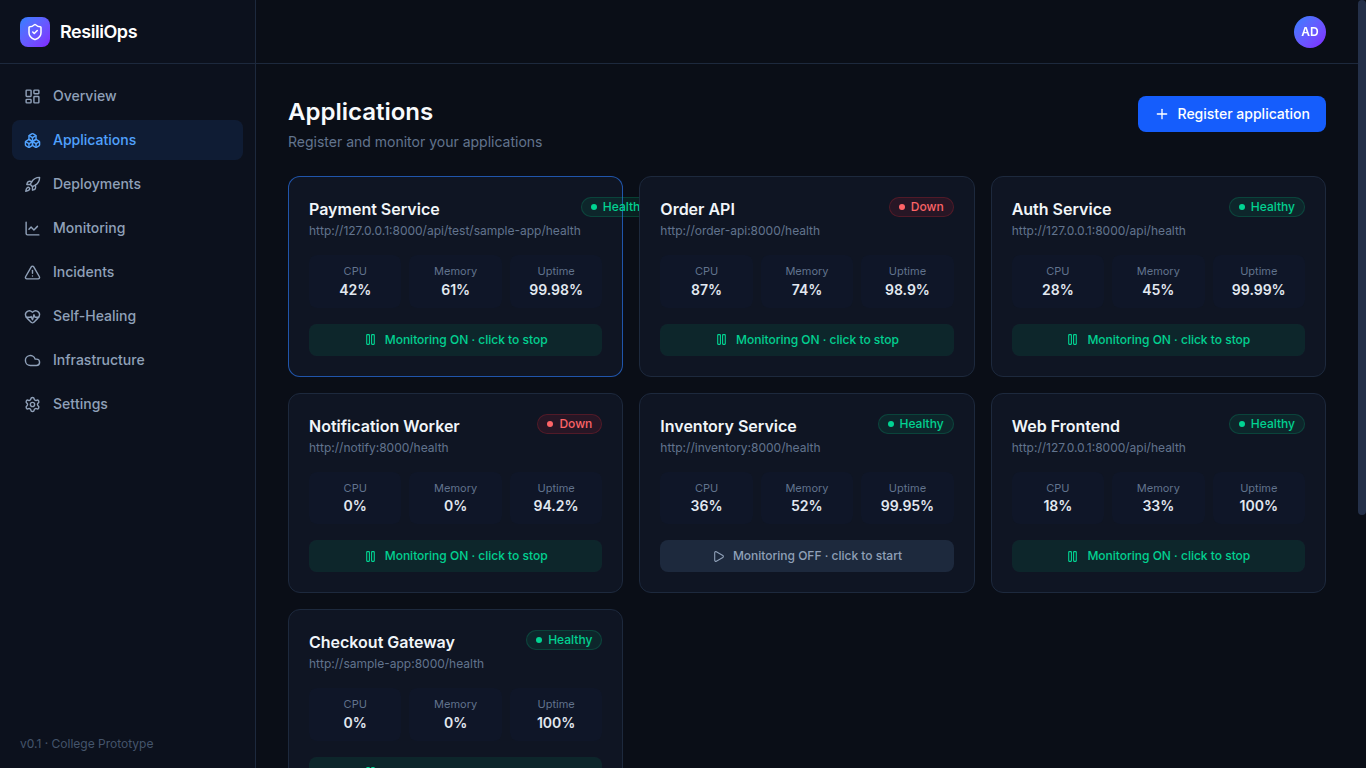 ResiliOps
AD
Overview
Applications
Deployments
Monitoring
Incidents
Self-Healing
Infrastructure
Settings
v0.1 · College Prototype
Applications
Register and monitor your applications
Register application
Payment Service
Health
http://127.0.0.1:8000/api/test/sample-app/health
CPU Memory Uptime
42% 61% 99.98%
Monitoring ON · click to stop
Order API
Down
http://order-api:8000/health
CPU Memory Uptime
87% 74% 98.9%
Monitoring ON · click to stop
Auth Service
Healthy
http://127.0.0.1:8000/api/health
CPU Memory Uptime
28% 45% 99.99%
Monitoring ON · click to stop
Notification Worker
Down
http://notify:8000/health
CPU Memory Uptime
0% 0% 94.2%
Monitoring ON · click to stop
Inventory Service
Healthy
http://inventory:8000/health
CPU Memory Uptime
36% 52% 99.95%
Monitoring OFF · click to start
Web Frontend
Healthy
http://127.0.0.1:8000/api/health
CPU Memory Uptime
18% 33% 100%
Monitoring ON · click to stop
Checkout Gateway
Healthy
http://sample-app:8000/health
CPU Memory Uptime
0% 0% 100%